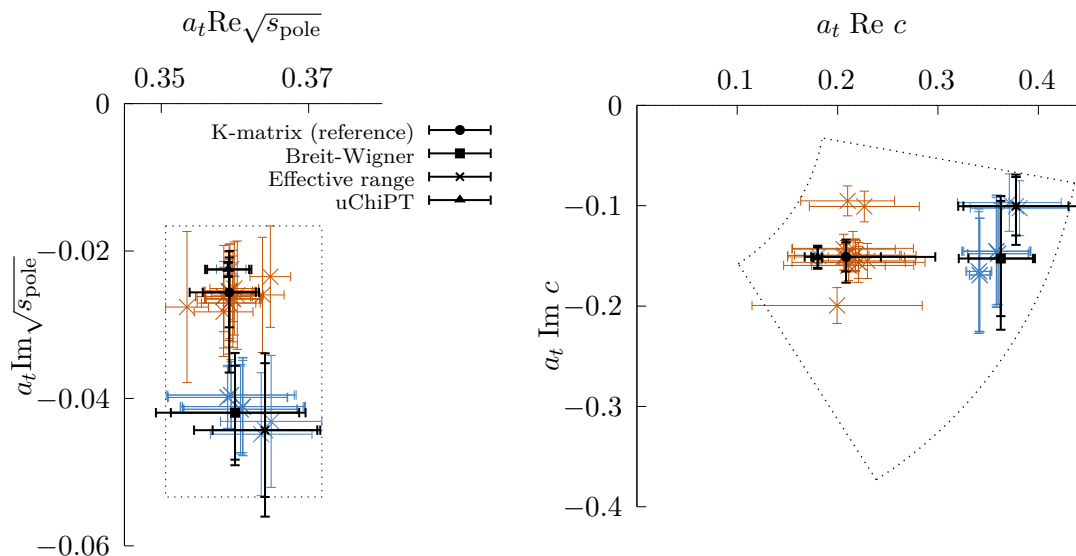 a_t Re√s_pole
0.35 0.37
0
−0.02
−0.04
−0.06
a_t Im√s_pole
K-matrix (reference)
Breit-Wigner
Effective range
uChiPT
a_t Re c
0.1 0.2 0.3 0.4
0
−0.1
−0.2
−0.3
−0.4
a_t Im c